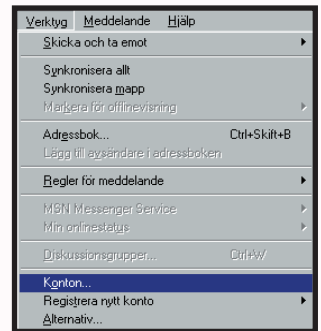 Verktyg Meddelande Hjälp
Skicka och ta emot
Synkronisera allt
Synkronisera mapp
Markera för offlinevisning
Adressbok... Ctrl+Skift+B
Lägg till avsändare i adressboken
Regler för meddelande
MSN Messenger Service
Min onlinestatus
Diskussionsgrupper... Ctrl+W
Konton...
Registrera nytt konto
Alternativ...